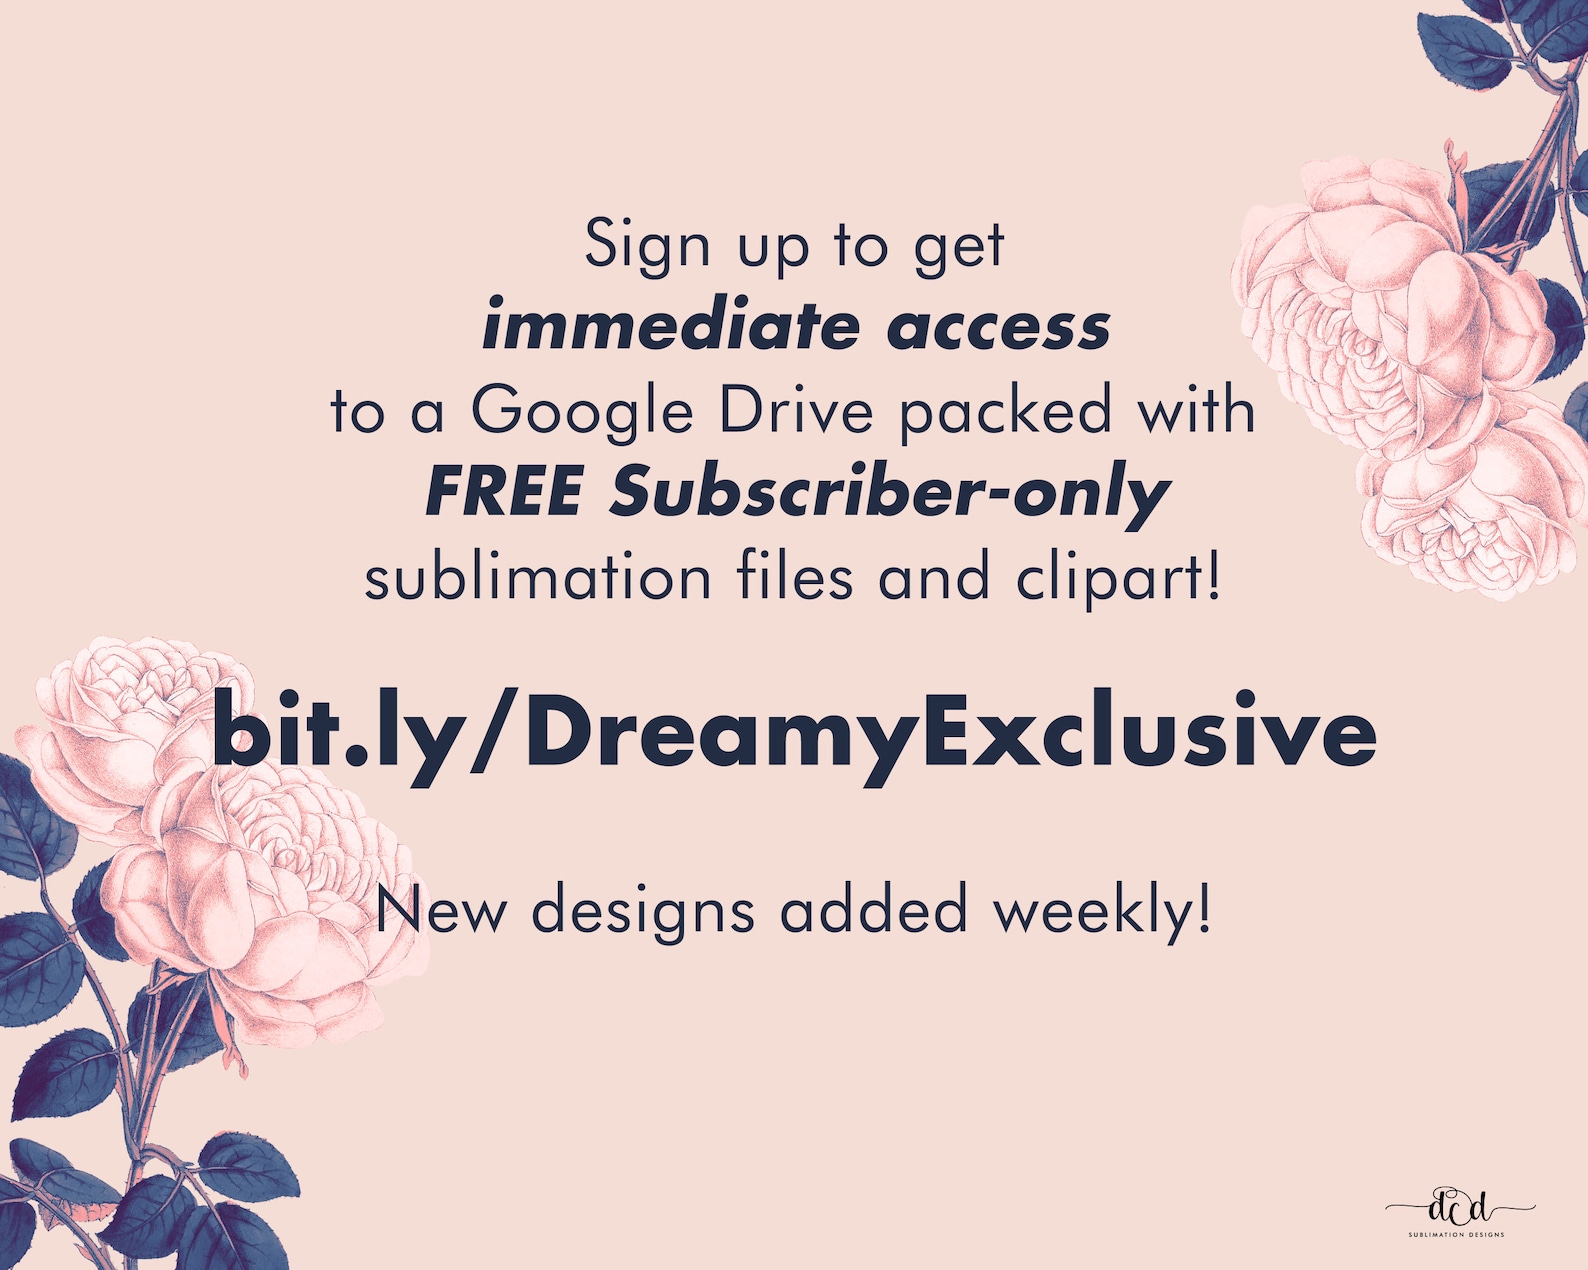 Sign up to get
immediate access
to a Google Drive packed with
FREE Subscriber-only
sublimation files and clipart!
bit.ly/DreamyExclusive
New designs added weekly!
dcd
SUBLIMATION DESIGNS